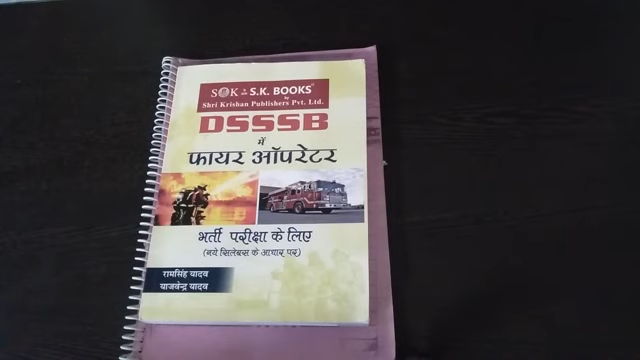 SK S.K. BOOKS
by
Shri Krishan Publishers Pvt. Ltd.
DSSSB
में
फायर ऑपरेटर
भर्ती परीक्षा के लिए
(नये सिलेबस के आधार पर)
रामसिंह यादव
याजवेन्द्र यादव